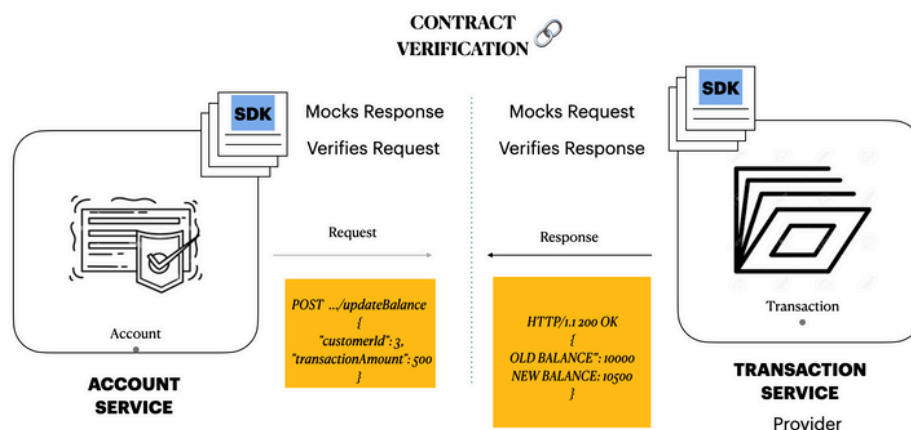 CONTRACT
VERIFICATION
SDK
Mocks Response
Verifies Request
Mocks Request
Verifies Response
SDK
Request
Response
POST .../updateBalance
{
"customerId": 3,
"transactionAmount": 500
}
HTTP/1.1 200 OK
{
OLD BALANCE": 10000
NEW BALANCE: 10500
}
Account
Transaction
ACCOUNT
SERVICE
TRANSACTION
SERVICE
Provider